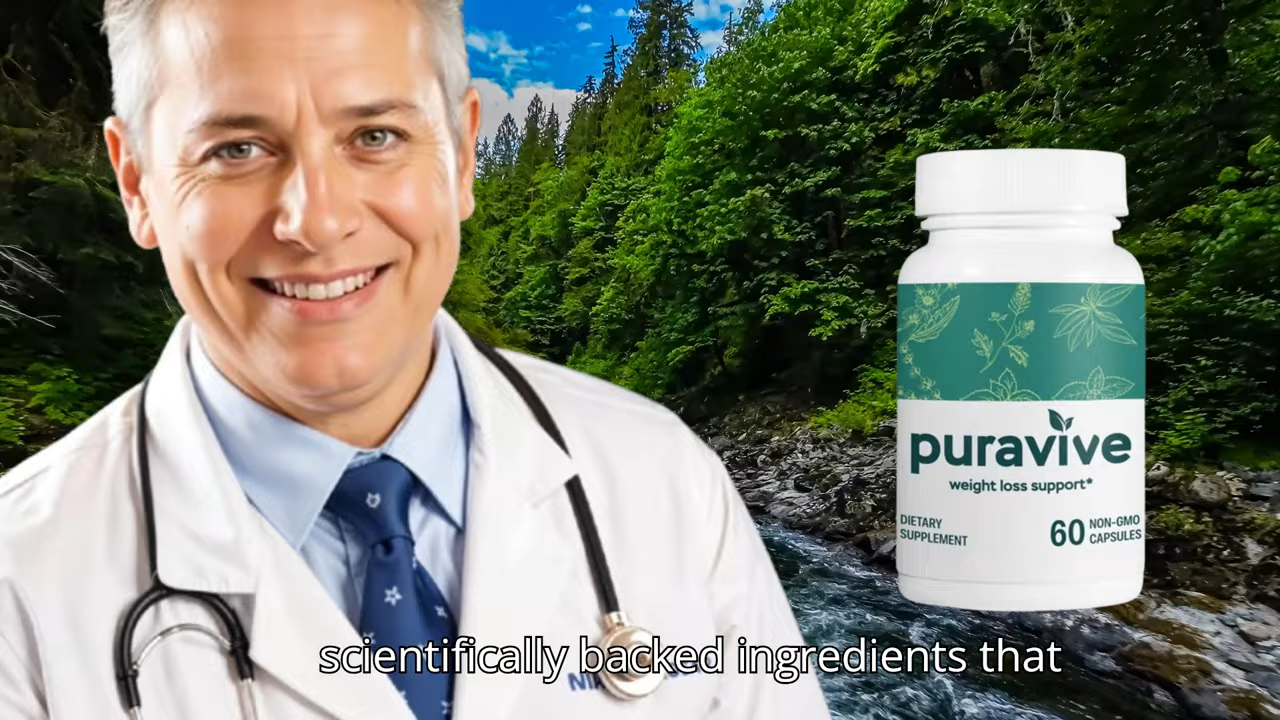 puravive
weight loss support*
DIETARY
SUPPLEMENT
60 NON-GMO
CAPSULES
scientifically backed ingredients that